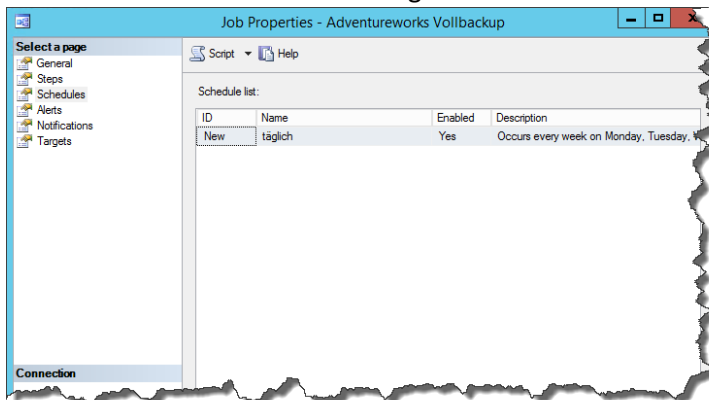 Job Properties - Adventureworks Vollbackup
Select a page
General
Steps
Schedules
Alerts
Notifications
Targets
Script Help
Schedule list:
ID Name Enabled Description
New täglich Yes Occurs every week on Monday, Tuesday,
Connection